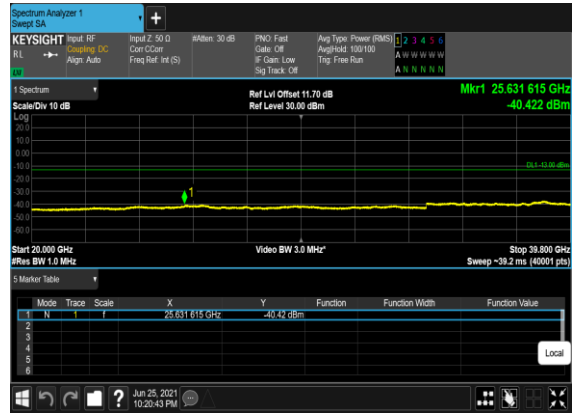 Spectrum Analyzer 1
Swept SA
+
KEYSIGHT Input: RF Input Z: 50 Ω #Atten: 30 dB PNO: Fast Avg Type: Power (RMS) 1 2 3 4 5 6
RL Coupling: DC Corr CCorr Gate: Off Avg|Hold: 100/100 A W W W W W
Align: Auto Freq Ref: Int (S) IF Gain: Low Trig: Free Run
LW Sig Track: Off A N N N N N
1 Spectrum Ref Lvl Offset 11.70 dB Mkr1 25.631 615 GHz
Scale/Div 10 dB Ref Level 30.00 dBm -40.422 dBm
Log
20.0
10.0
0.00
-10.0 DL1 -13.00 dBm
-20.0
-30.0 1
-40.0
-50.0
-60.0
Start 20.000 GHz Video BW 3.0 MHz* Stop 39.800 GHz
#Res BW 1.0 MHz Sweep ~39.2 ms (40001 pts)
5 Marker Table
Mode Trace Scale X Y Function Function Width Function Value
1 N 1 f 25.631 615 GHz -40.42 dBm
2
3
4
5
6
Local
? Jun 25, 2021
10:20:43 PM